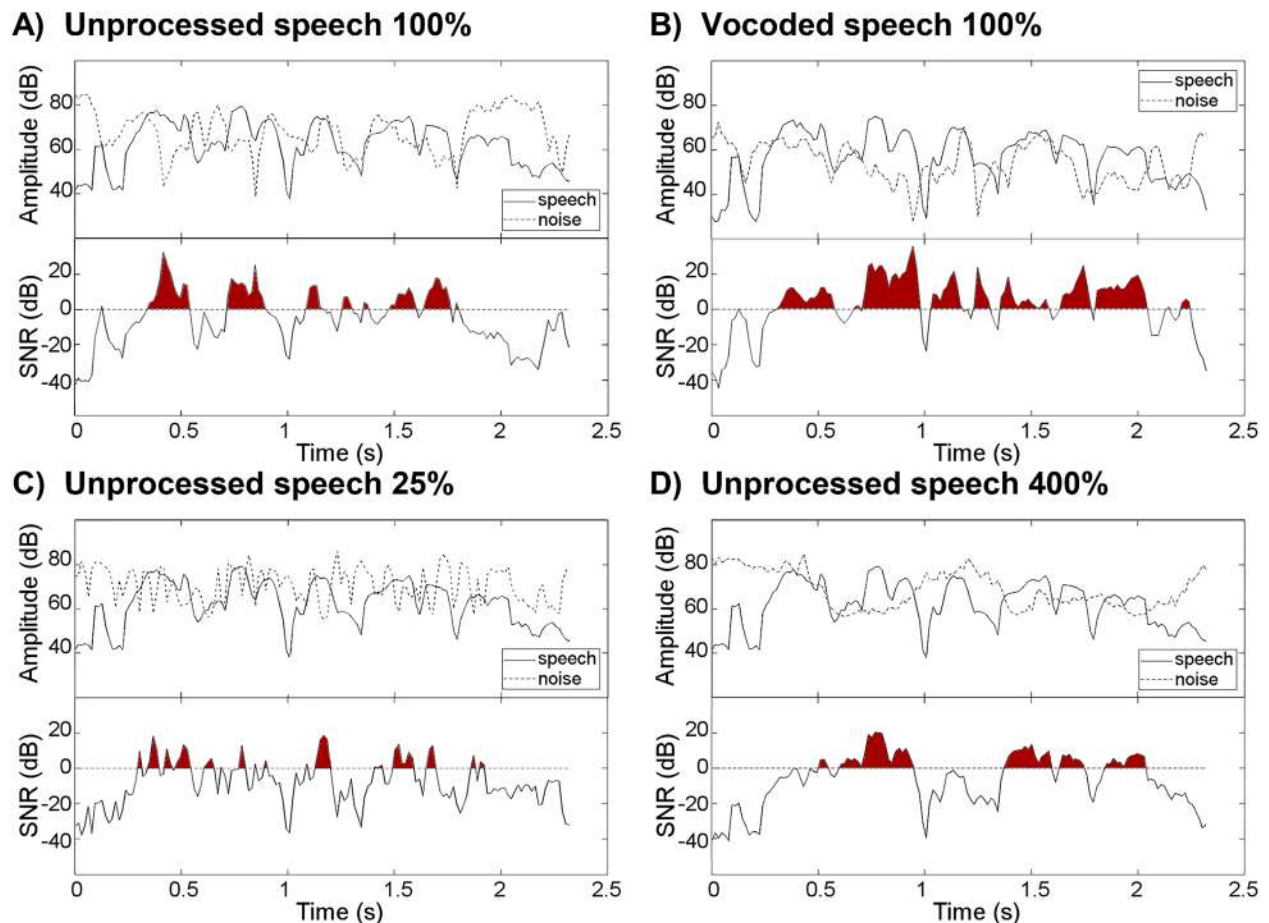 A) Unprocessed speech 100%
Amplitude (dB)
80
60
40
speech
noise
SNR (dB)
20
0
-20
-40
0
0.5
1
1.5
2
2.5
Time (s)
B) Vocoded speech 100%
Amplitude (dB)
80
60
40
speech
noise
SNR (dB)
20
0
-20
-40
0
0.5
1
1.5
2
2.5
Time (s)
C) Unprocessed speech 25%
Amplitude (dB)
80
60
40
speech
noise
SNR (dB)
20
0
-20
-40
0
0.5
1
1.5
2
2.5
Time (s)
D) Unprocessed speech 400%
Amplitude (dB)
80
60
40
speech
noise
SNR (dB)
20
0
-20
-40
0
0.5
1
1.5
2
2.5
Time (s)